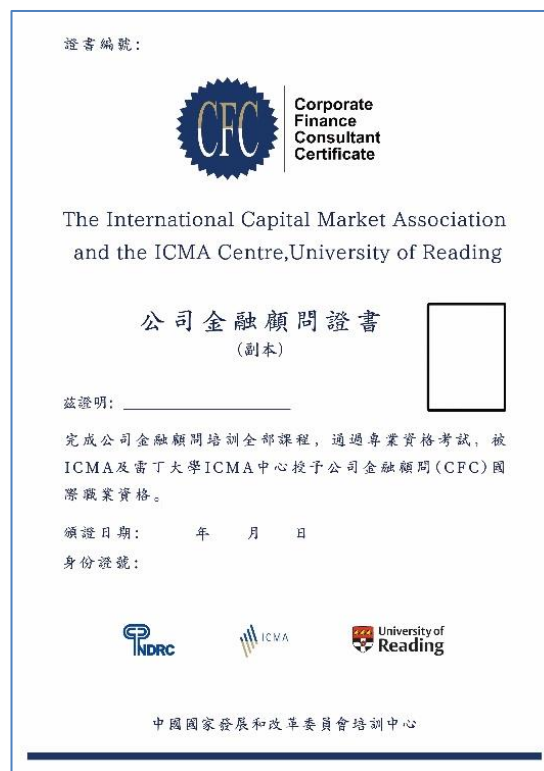 證書編號:
CFC
Corporate
Finance
Consultant
Certificate
The International Capital Market Association
and the ICMA Centre,University of Reading
公司金融顧問證書
(副本)
茲證明:
完成公司金融顧問培訓全部課程，通過專業資格考試，被
ICMA及雷丁大學ICMA中心授予公司金融顧問(CFC)國
際職業資格。
頒證日期: 年 月 日
身份證號:
NDRC
ICMA
University of
Reading
中國國家發展和改革委員會培訓中心